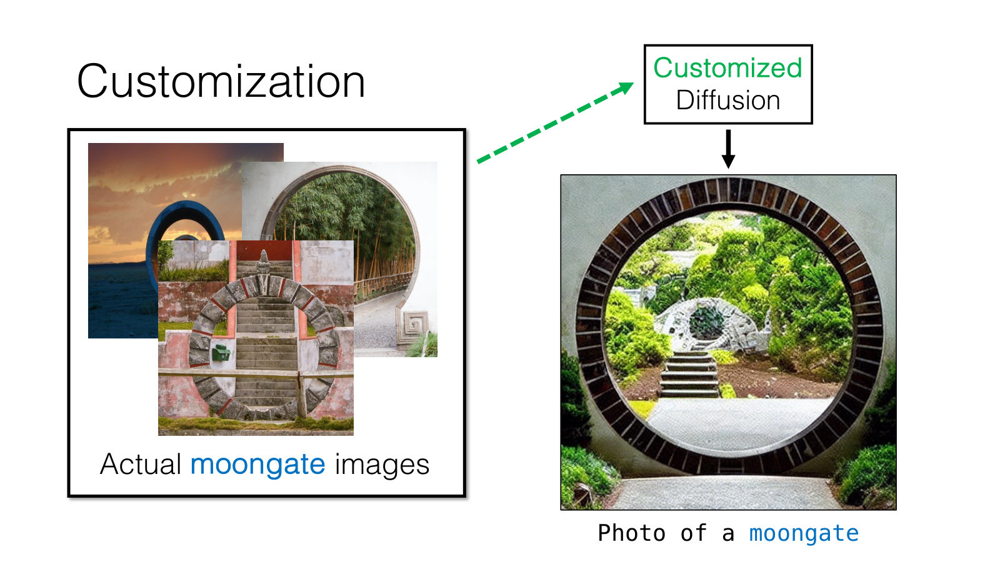 Customization
Customized
Diffusion
Actual moongate images
Photo of a moongate